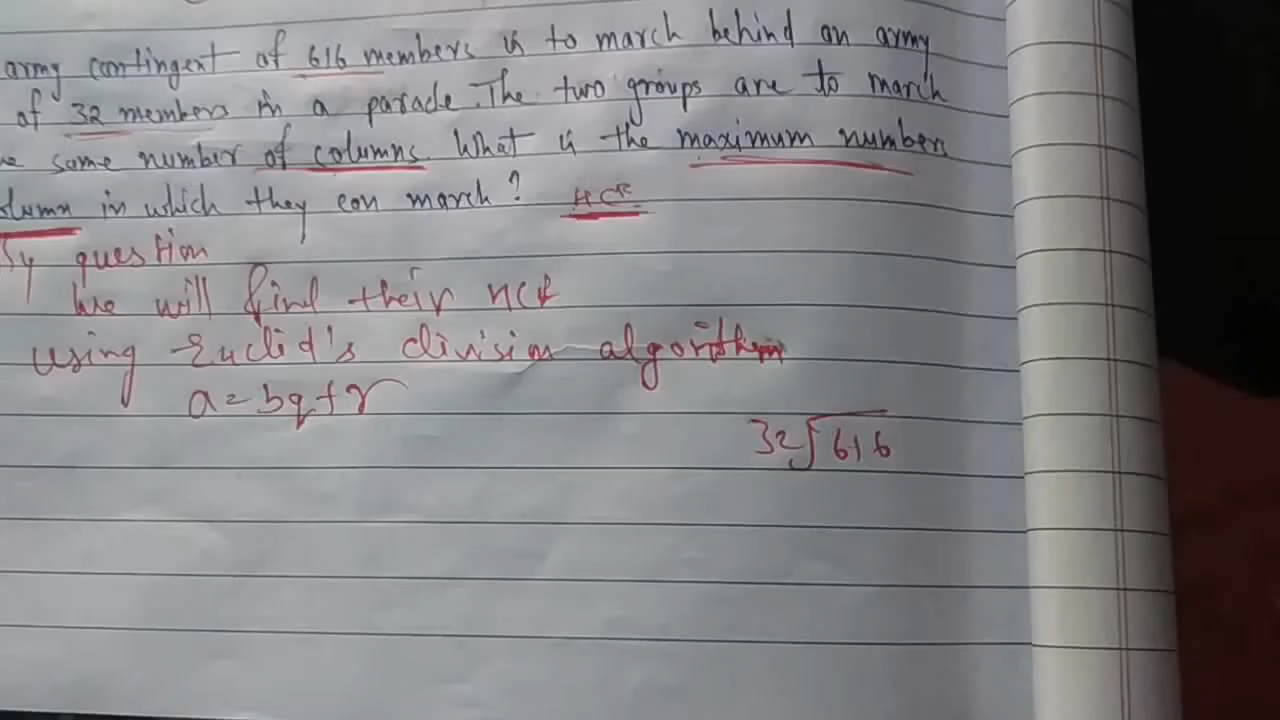 army contingent of 616 members is to march behind an army
of 32 members in a parade. The two groups are to march
same number of columns. What is the maximum numbers
column in which they can march? HCF
By question
We will find their HCF
using Euclid's division algorithm
a=bq+r
32 616